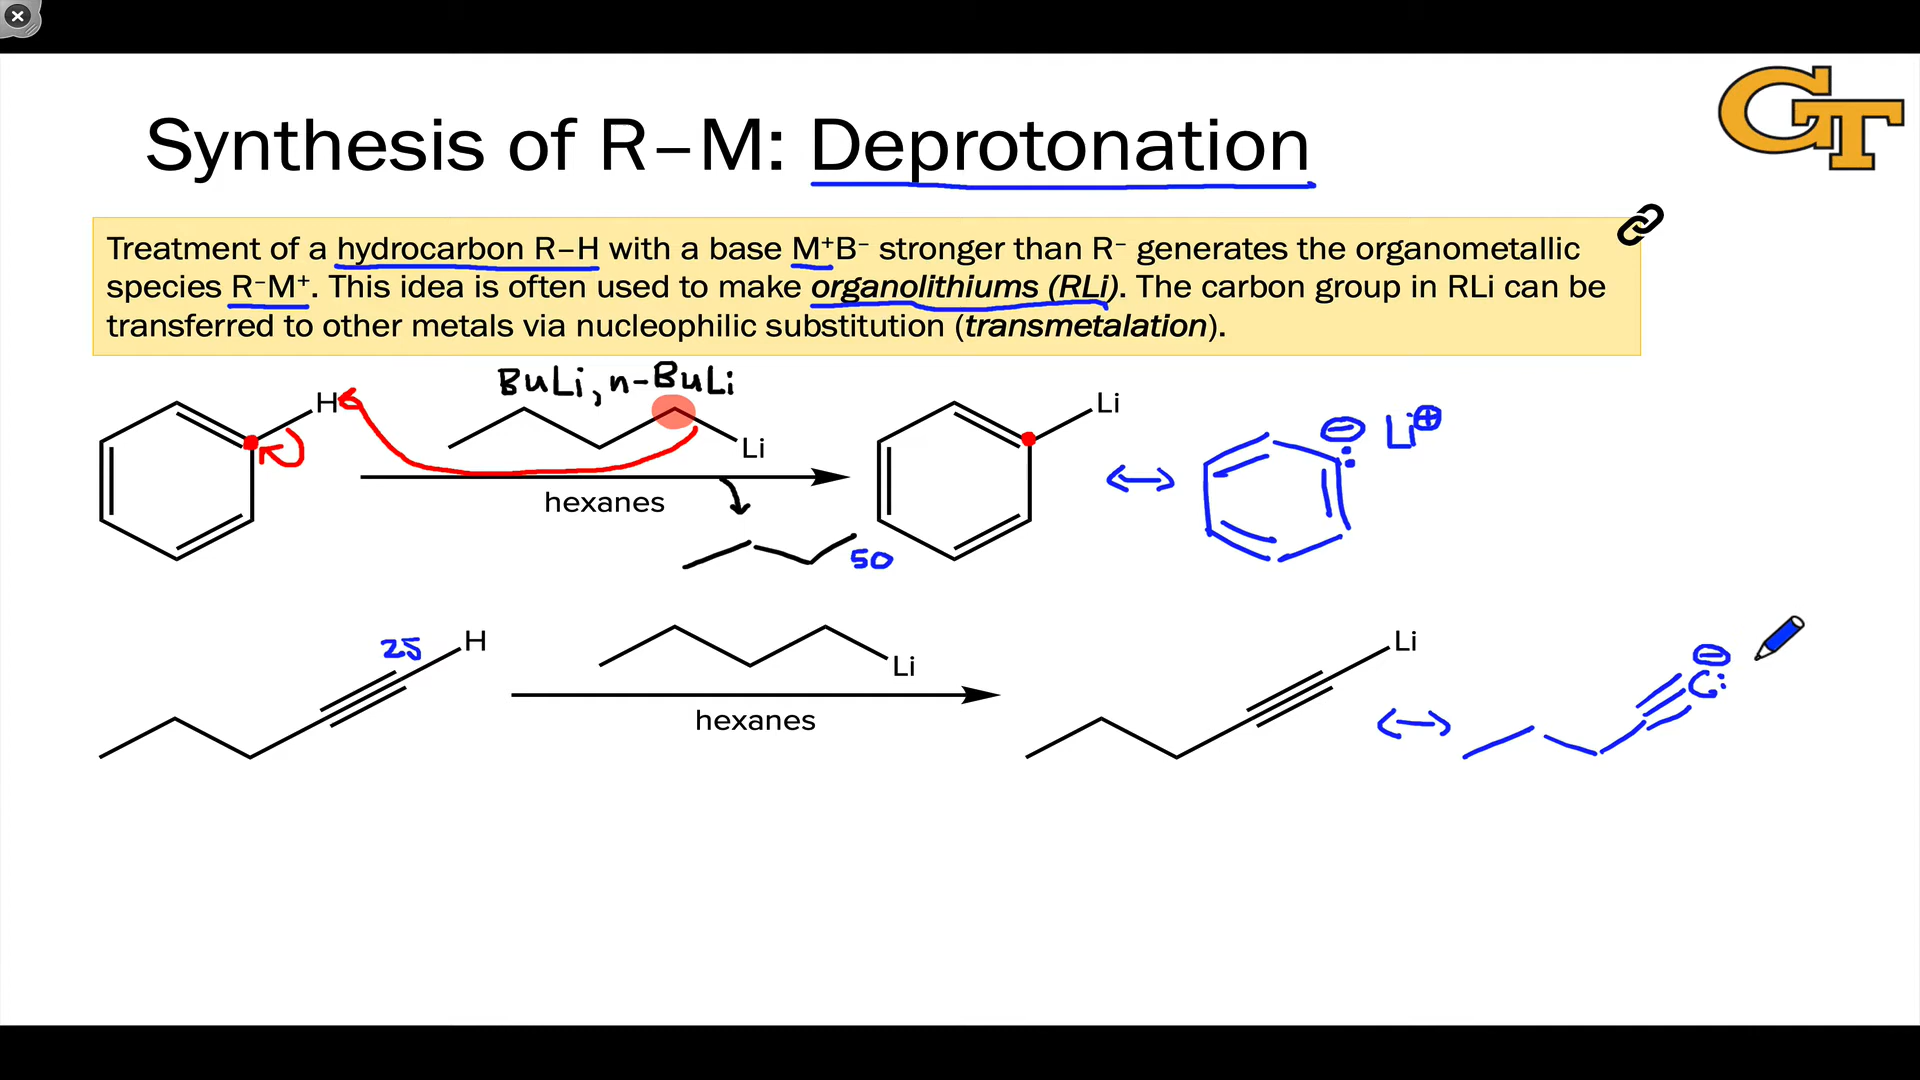 GT
Synthesis of R–M: Deprotonation
Treatment of a hydrocarbon R–H with a base M⁺B⁻ stronger than R⁻ generates the organometallic
species R⁻M⁺. This idea is often used to make organolithiums (RLi). The carbon group in RLi can be
transferred to other metals via nucleophilic substitution (transmetalation).
BuLi, n-BuLi
H
Li
hexanes
50
Li
⊖ Li⊕
25 H
Li
hexanes
Li
⊖
C: